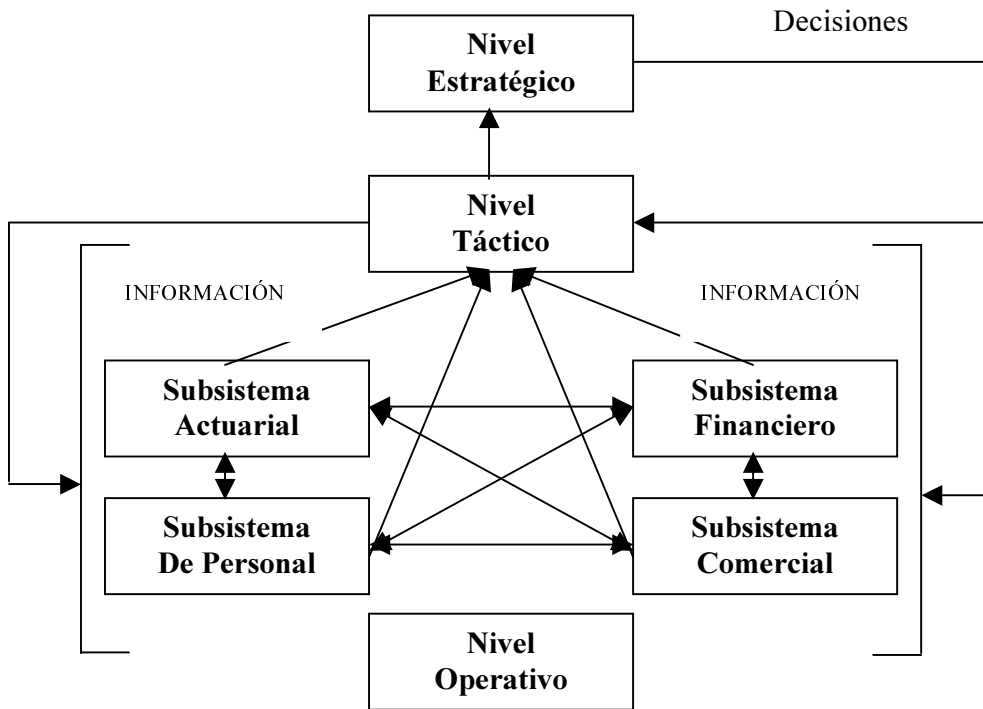 Decisiones
Nivel
Estratégico
Nivel
Táctico
INFORMACIÓN
INFORMACIÓN
Subsistema
Actuarial
Subsistema
Financiero
Subsistema
De Personal
Subsistema
Comercial
Nivel
Operativo